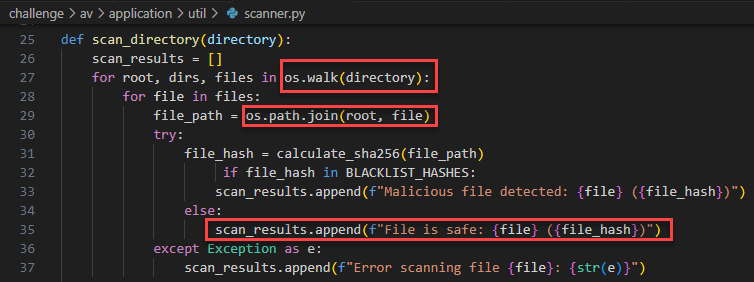 challenge > av > application > util > scanner.py
25 def scan_directory(directory):
26     scan_results = []
27     for root, dirs, files in os.walk(directory):
28         for file in files:
29             file_path = os.path.join(root, file)
30             try:
31                 file_hash = calculate_sha256(file_path)
32                     if file_hash in BLACKLIST_HASHES:
33                     scan_results.append(f"Malicious file detected: {file} ({file_hash})")
34                 else:
35                     scan_results.append(f"File is safe: {file} ({file_hash})")
36             except Exception as e:
37                 scan_results.append(f"Error scanning file {file}: {str(e)}")